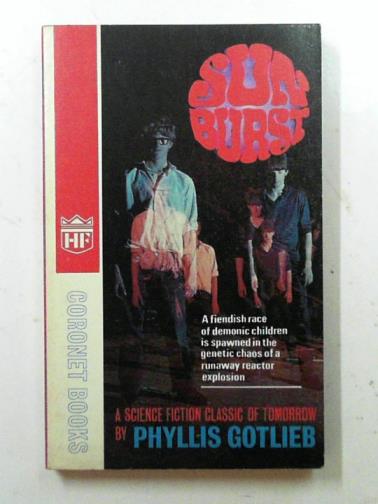 SUN
BURST
HF
CORONET BOOKS
A fiendish race
of demonic children
is spawned in the
genetic chaos of a
runaway reactor
explosion
A SCIENCE FICTION CLASSIC OF TOMORROW
BY PHYLLIS GOTLIEB